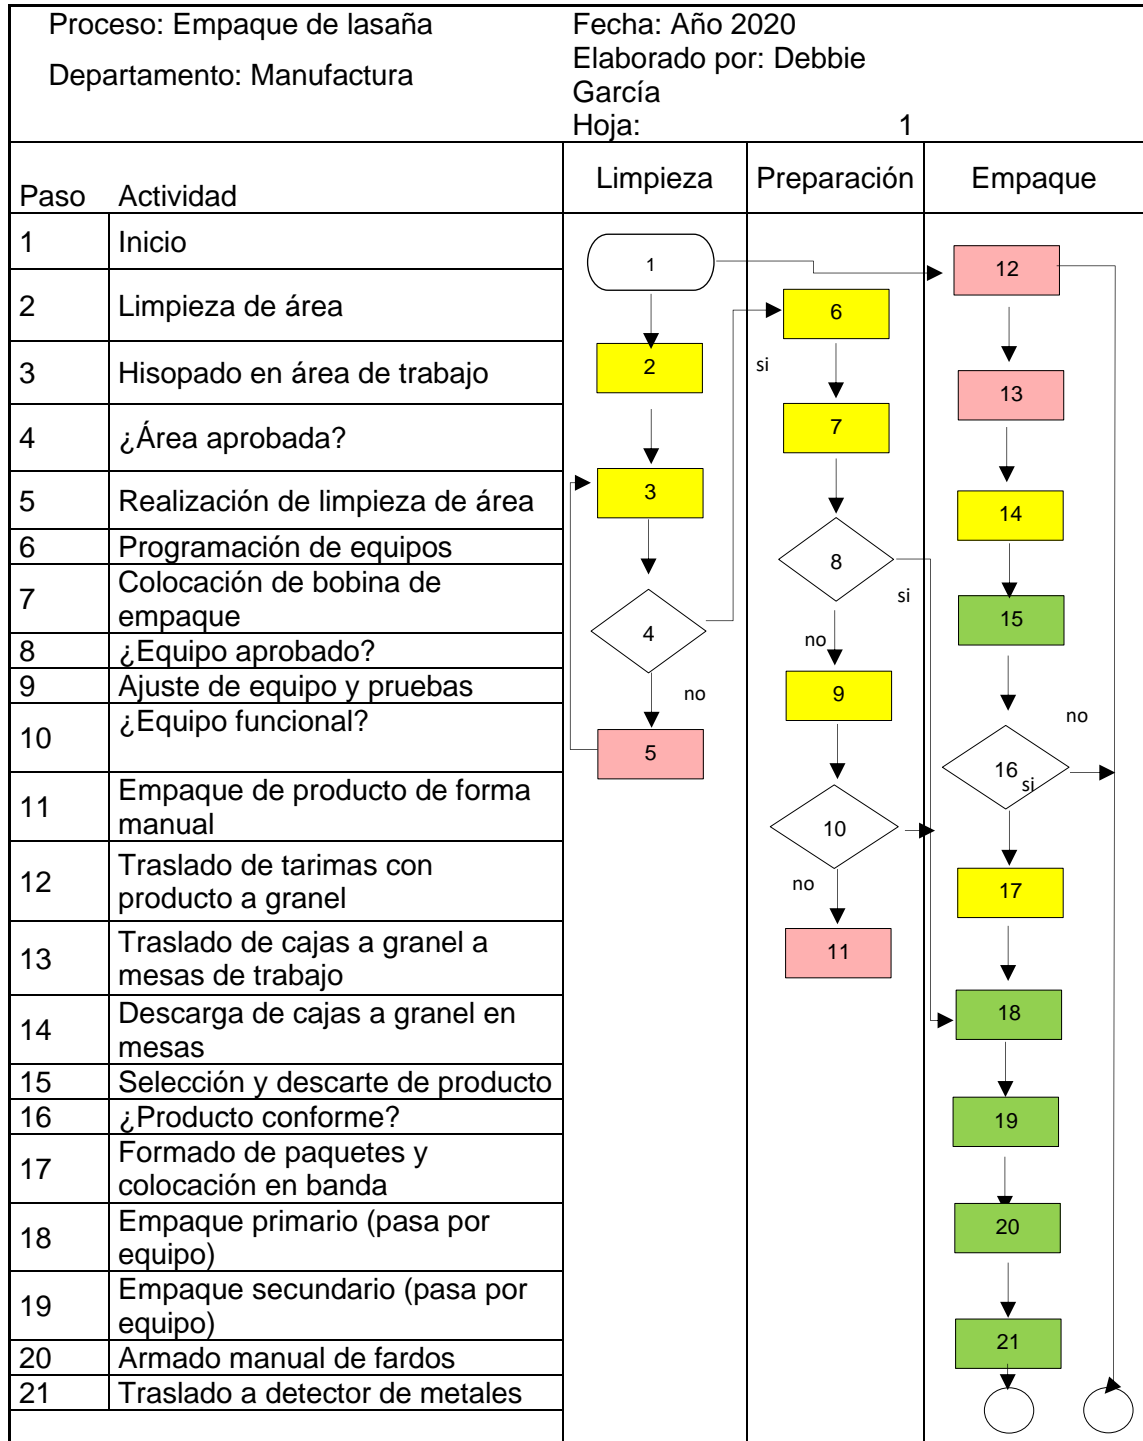 Proceso: Empaque de lasaña
Departamento: Manufactura
Fecha: Año 2020
Elaborado por: Debbie
García
Hoja: 1
Paso Actividad
Limpieza Preparación Empaque
1 Inicio
2 Limpieza de área
3 Hisopado en área de trabajo
4 ¿Área aprobada?
5 Realización de limpieza de área
6 Programación de equipos
7 Colocación de bobina de
empaque
8 ¿Equipo aprobado?
9 Ajuste de equipo y pruebas
10 ¿Equipo funcional?
11 Empaque de producto de forma
manual
12 Traslado de tarimas con
producto a granel
13 Traslado de cajas a granel a
mesas de trabajo
14 Descarga de cajas a granel en
mesas
15 Selección y descarte de producto
16 ¿Producto conforme?
17 Formado de paquetes y
colocación en banda
18 Empaque primario (pasa por
equipo)
19 Empaque secundario (pasa por
equipo)
20 Armado manual de fardos
21 Traslado a detector de metales
1
2
3
4
no
5
6
si
7
8
si
no
9
10
no
11
12
13
14
15
no
16
si
17
18
19
20
21